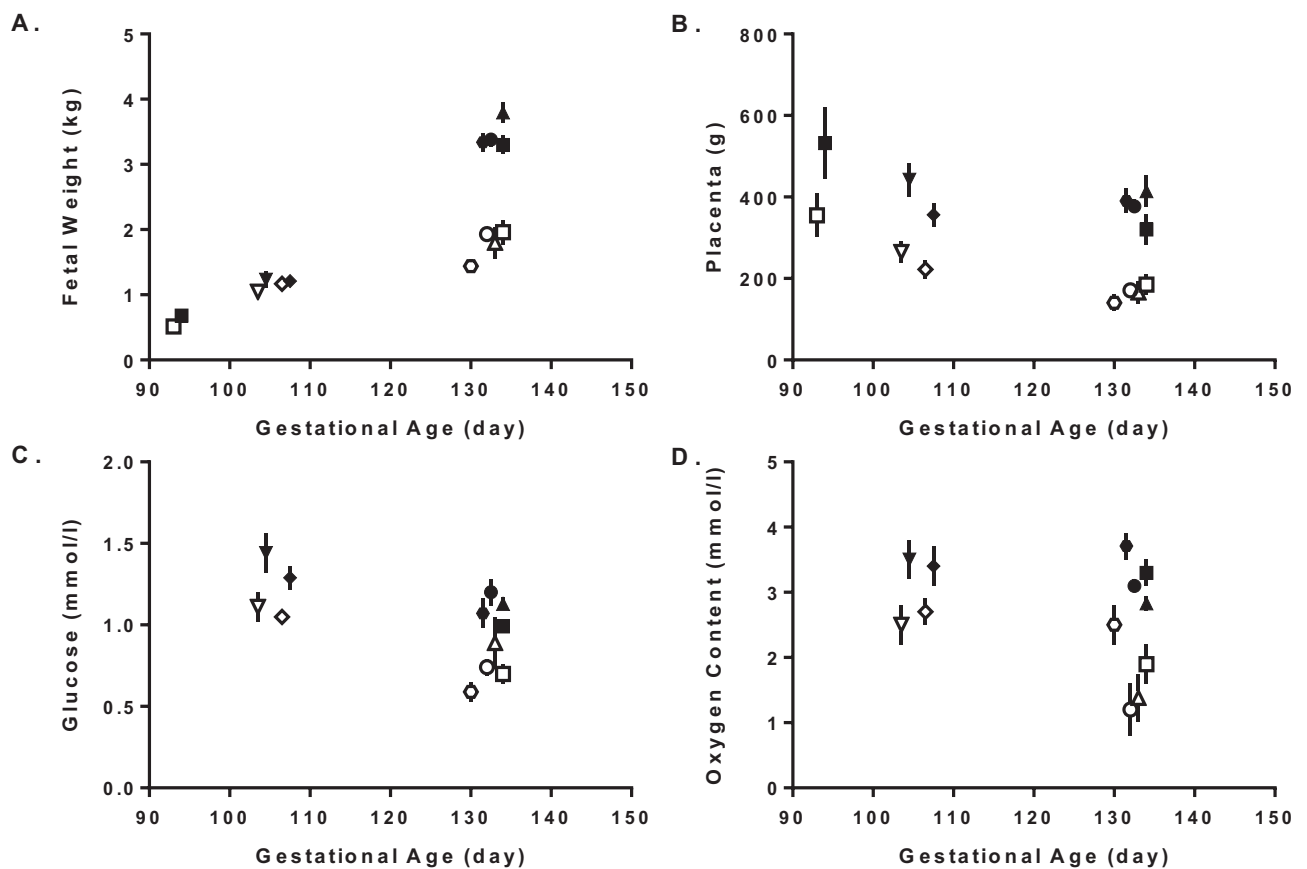 A.
5
4
3
2
1
0
Fetal Weight (kg)
90 100 110 120 130 140 150
Gestational Age (day)
B.
800
600
400
200
0
Placenta (g)
90 100 110 120 130 140 150
Gestational Age (day)
C.
2.0
1.5
1.0
0.5
0.0
Glucose (mmol/l)
90 100 110 120 130 140 150
Gestational Age (day)
D.
5
4
3
2
1
0
Oxygen Content (mmol/l)
90 100 110 120 130 140 150
Gestational Age (day)